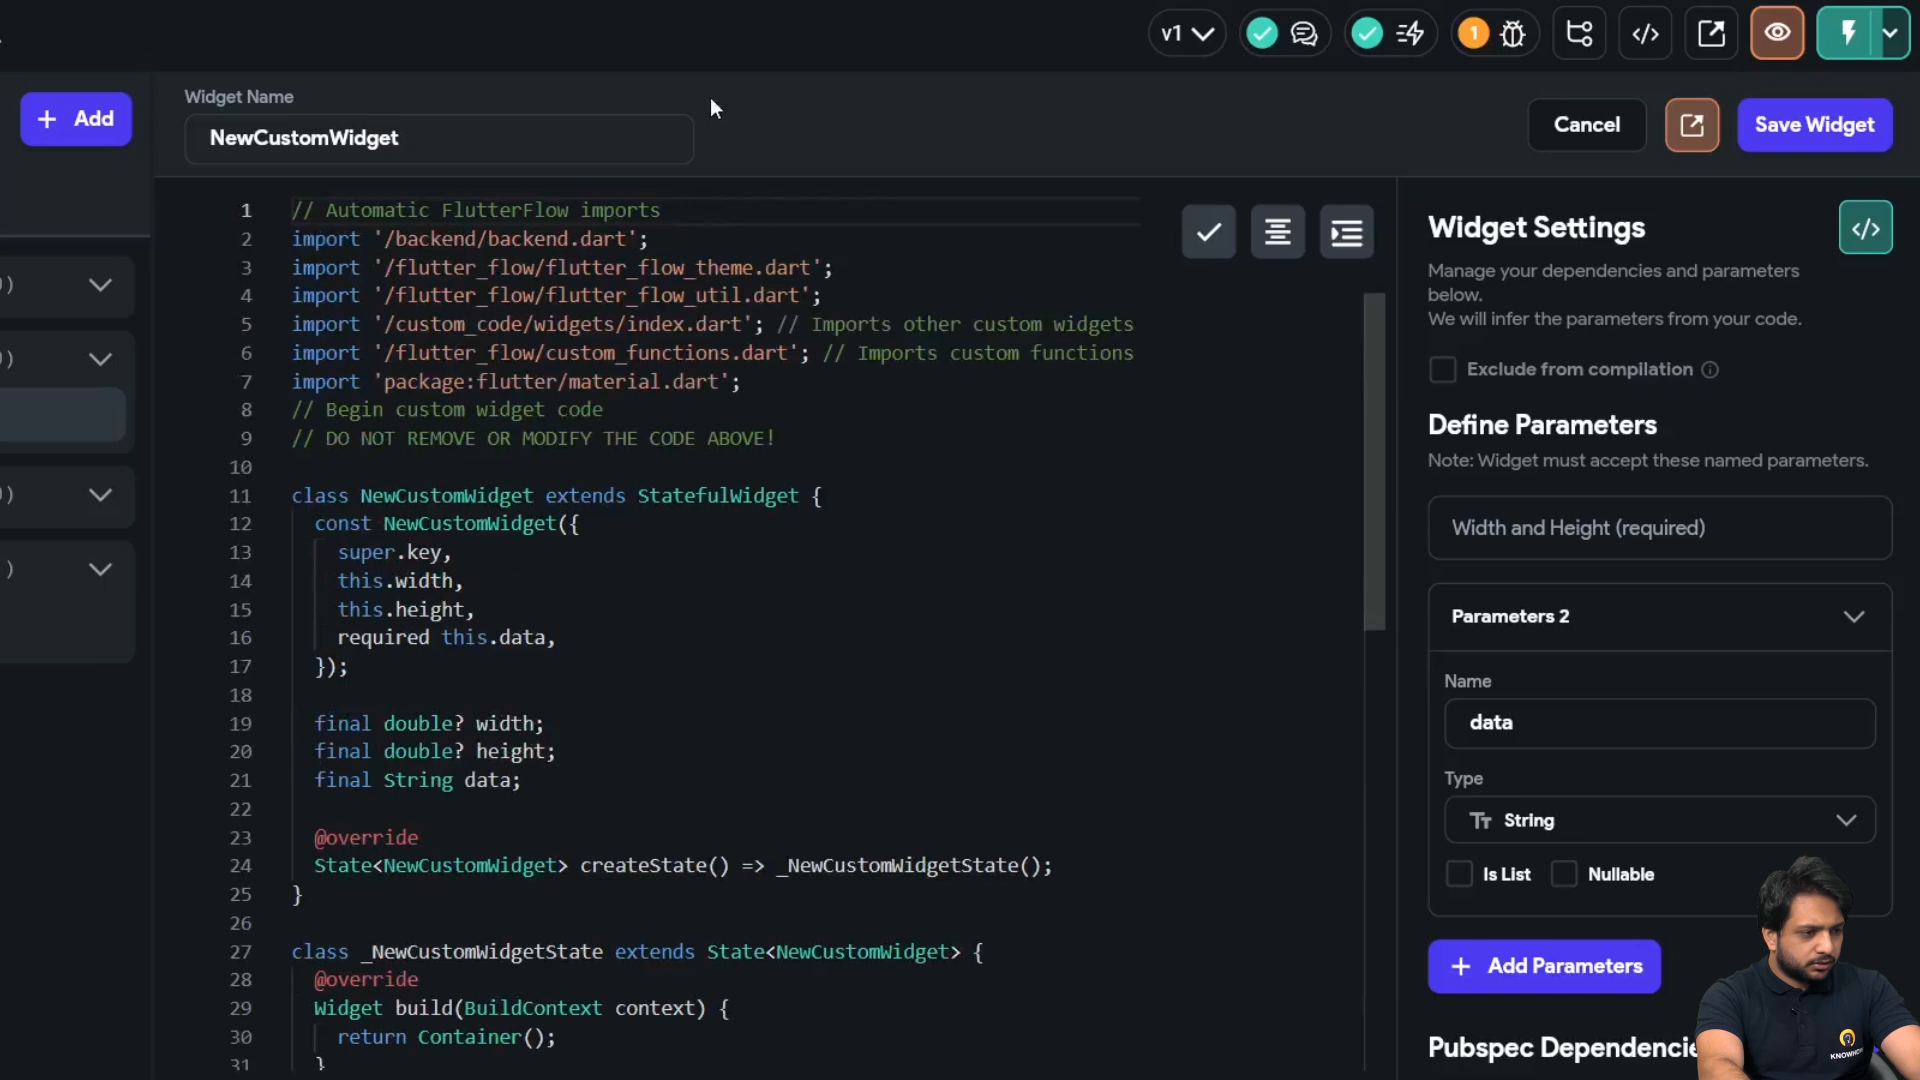 v1
1
+ Add
Widget Name
NewCustomWidget
Cancel
Save Widget
1 // Automatic FlutterFlow imports
2 import '/backend/backend.dart';
3 import '/flutter_flow/flutter_flow_theme.dart';
4 import '/flutter_flow/flutter_flow_util.dart';
5 import '/custom_code/widgets/index.dart'; // Imports other custom widgets
6 import '/flutter_flow/custom_functions.dart'; // Imports custom functions
7 import 'package:flutter/material.dart';
8 // Begin custom widget code
9 // DO NOT REMOVE OR MODIFY THE CODE ABOVE!
10
11 class NewCustomWidget extends StatefulWidget {
12 const NewCustomWidget({
13 super.key,
14 this.width,
15 this.height,
16 required this.data,
17 });
18
19 final double? width;
20 final double? height;
21 final String data;
22
23 @override
24 State<NewCustomWidget> createState() => _NewCustomWidgetState();
25 }
26
27 class _NewCustomWidgetState extends State<NewCustomWidget> {
28 @override
29 Widget build(BuildContext context) {
30 return Container();
31 }
Widget Settings
</>
Manage your dependencies and parameters
below.
We will infer the parameters from your code.
Exclude from compilation
Define Parameters
Note: Widget must accept these named parameters.
Width and Height (required)
Parameters 2
Name
data
Type
Tт String
Is List Nullable
+ Add Parameters
Pubspec Dependencie